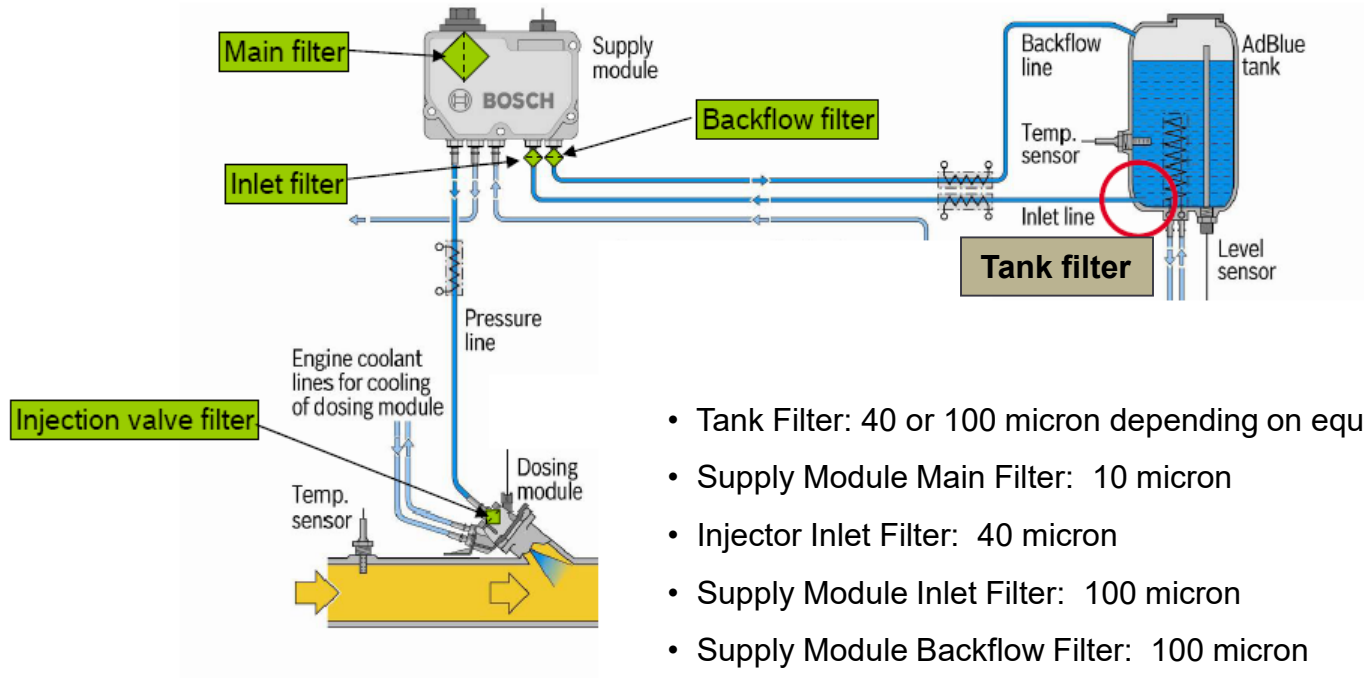 Main filter
Supply
module
BOSCH
Backflow filter
Inlet filter
Backflow
line
AdBlue
tank
Temp.
sensor
Inlet line
Tank filter
Level
sensor
Pressure
line
Engine coolant
lines for cooling
of dosing module
Injection valve filter
Dosing
module
Temp.
sensor
• Tank Filter: 40 or 100 micron depending on equ
• Supply Module Main Filter: 10 micron
• Injector Inlet Filter: 40 micron
• Supply Module Inlet Filter: 100 micron
• Supply Module Backflow Filter: 100 micron